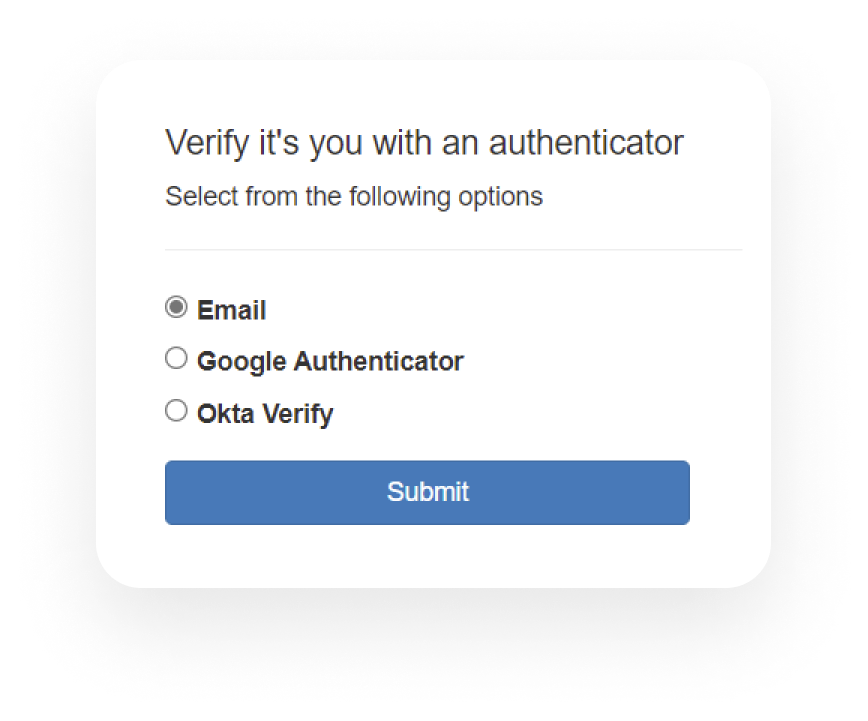 Verify it's you with an authenticator
Select from the following options
Email
Google Authenticator
Okta Verify
Submit